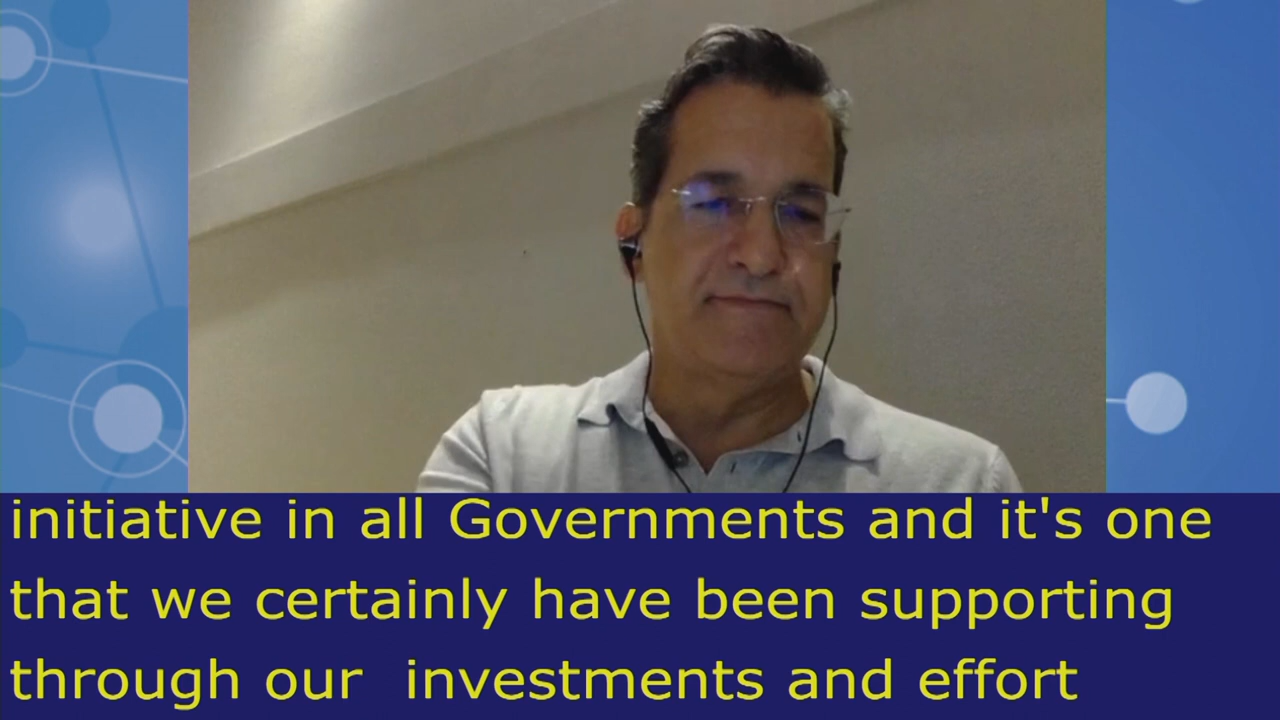 initiative in all Governments and it's one
that we certainly have been supporting
through our  investments and effort